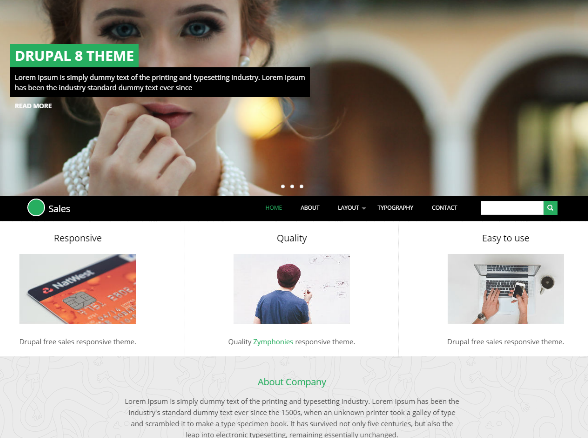 DRUPAL 8 THEME
Lorem Ipsum is simply dummy text of the printing and typesetting industry. Lorem Ipsum
has been the industry standard dummy text ever since
READ MORE
Sales
HOME ABOUT LAYOUT TYPOGRAPHY CONTACT
Responsive
Quality
Easy to use
NatWest
Drupal free sales responsive theme.
Quality Zymphonies responsive theme.
Drupal free sales responsive theme.
About Company
Lorem Ipsum is simply dummy text of the printing and typesetting industry. Lorem Ipsum has been the
industry's standard dummy text ever since the 1500s, when an unknown printer took a galley of type
and scrambled it to make a type specimen book. It has survived not only five centuries, but also the
leap into electronic typesetting, remaining essentially unchanged.